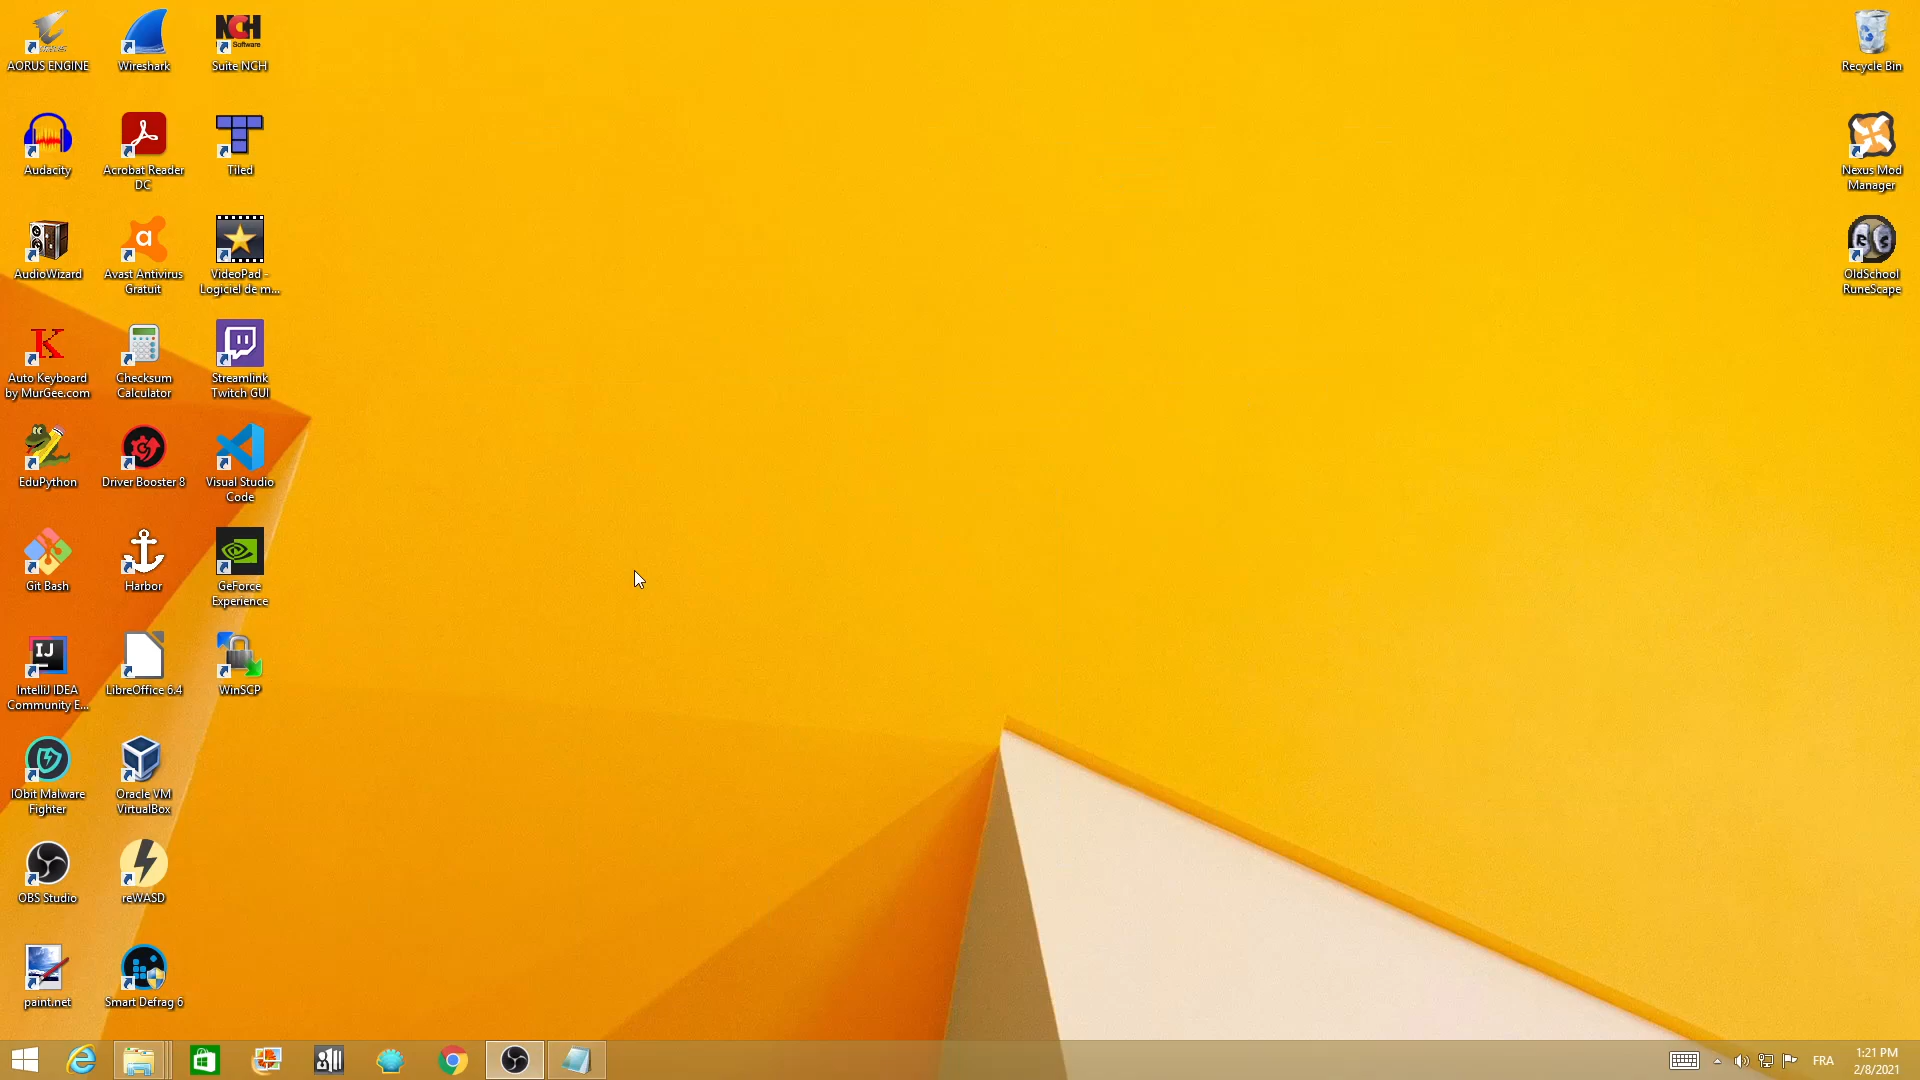 AORUS ENGINE
Wireshark
NCH
Software
Suite NCH
Recycle Bin
Audacity
Acrobat Reader
DC
Tiled
Nexus Mod
Manager
AudioWizard
Avast Antivirus
Gratuit
VideoPad -
Logiciel de m...
OldSchool
RuneScape
Auto Keyboard
by MurGee.com
Checksum
Calculator
Streamlink
Twitch GUI
EduPython
Driver Booster 8
Visual Studio
Code
Git Bash
Harbor
GeForce
Experience
IJ
IntelliJ IDEA
Community E...
LibreOffice 6.4
WinSCP
IObit Malware
Fighter
Oracle VM
VirtualBox
OBS Studio
reWASD
paint.net
Smart Defrag 6
FRA
1:21 PM
2/8/2021